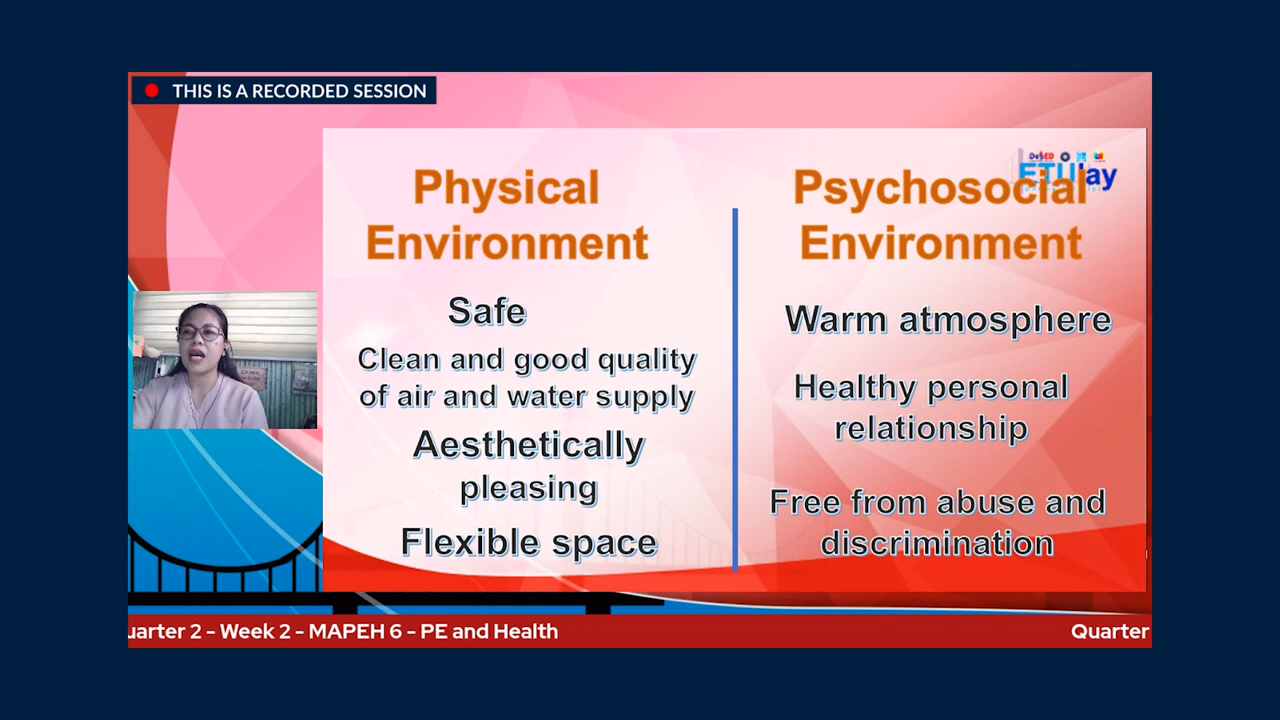 THIS IS A RECORDED SESSION
Physical
Environment
Safe
Clean and good quality
of air and water supply
Aesthetically
pleasing
Flexible space
DepED
ETUlay
Psychosocial
Environment
Warm atmosphere
Healthy personal
relationship
Free from abuse and
discrimination
uarter 2 - Week 2 - MAPEH 6 - PE and Health
Quarter